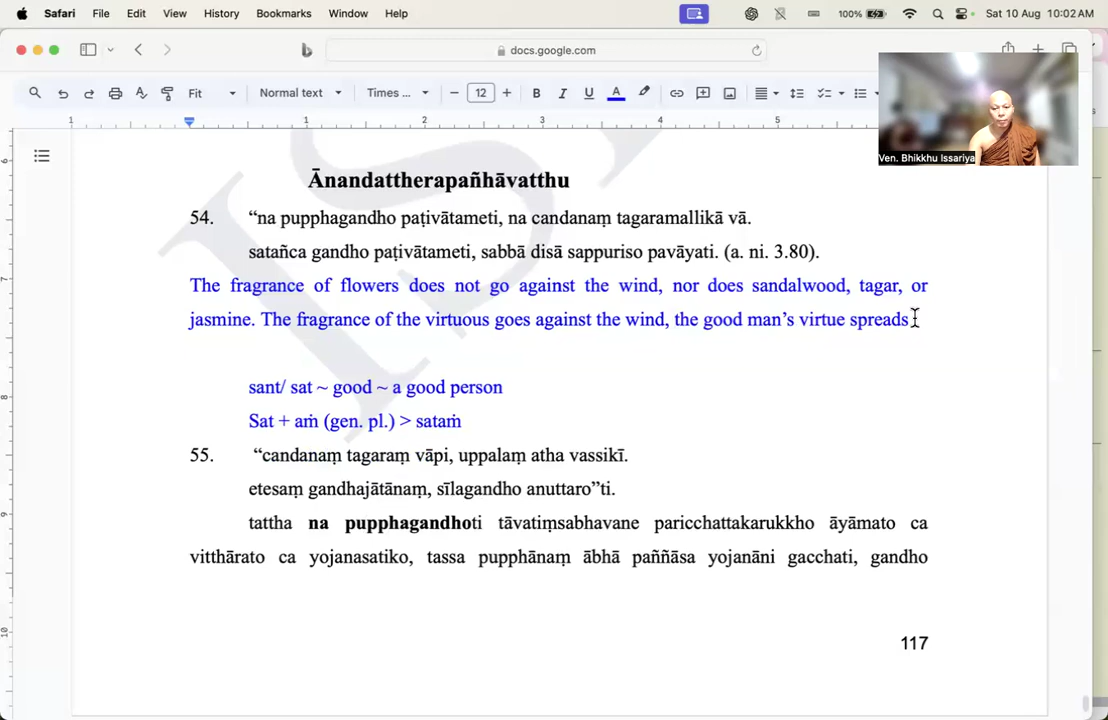 Safari File Edit View History Bookmarks Window Help 100% Sat 10 Aug 10:02 AM
docs.google.com
Fit Normal text Times ... 12 B I U A
1 1 2 3 4 5
Ven. Bhikkhu Issariya
Ānandattherapañhāvatthu
54. “na pupphagandho paṭivātameti, na candanaṃ tagaramallikā vā.
satañca gandho paṭivātameti, sabbā disā sappuriso pavāyati. (a. ni. 3.80).
The fragrance of flowers does not go against the wind, nor does sandalwood, tagar, or
jasmine. The fragrance of the virtuous goes against the wind, the good man’s virtue spreads
sant/ sat ~ good ~ a good person
Sat + aṁ (gen. pl.) > sataṁ
55. “candanaṃ tagaraṃ vāpi, uppalaṃ atha vassikī.
etesaṃ gandhajātānaṃ, sīlagandho anuttaro”ti.
tattha na pupphagandhoti tāvatiṃsabhavane paricchattakarukkho āyāmato ca
vitthārato ca yojanasatiko, tassa pupphānaṃ ābhā paññāsa yojanāni gacchati, gandho
117